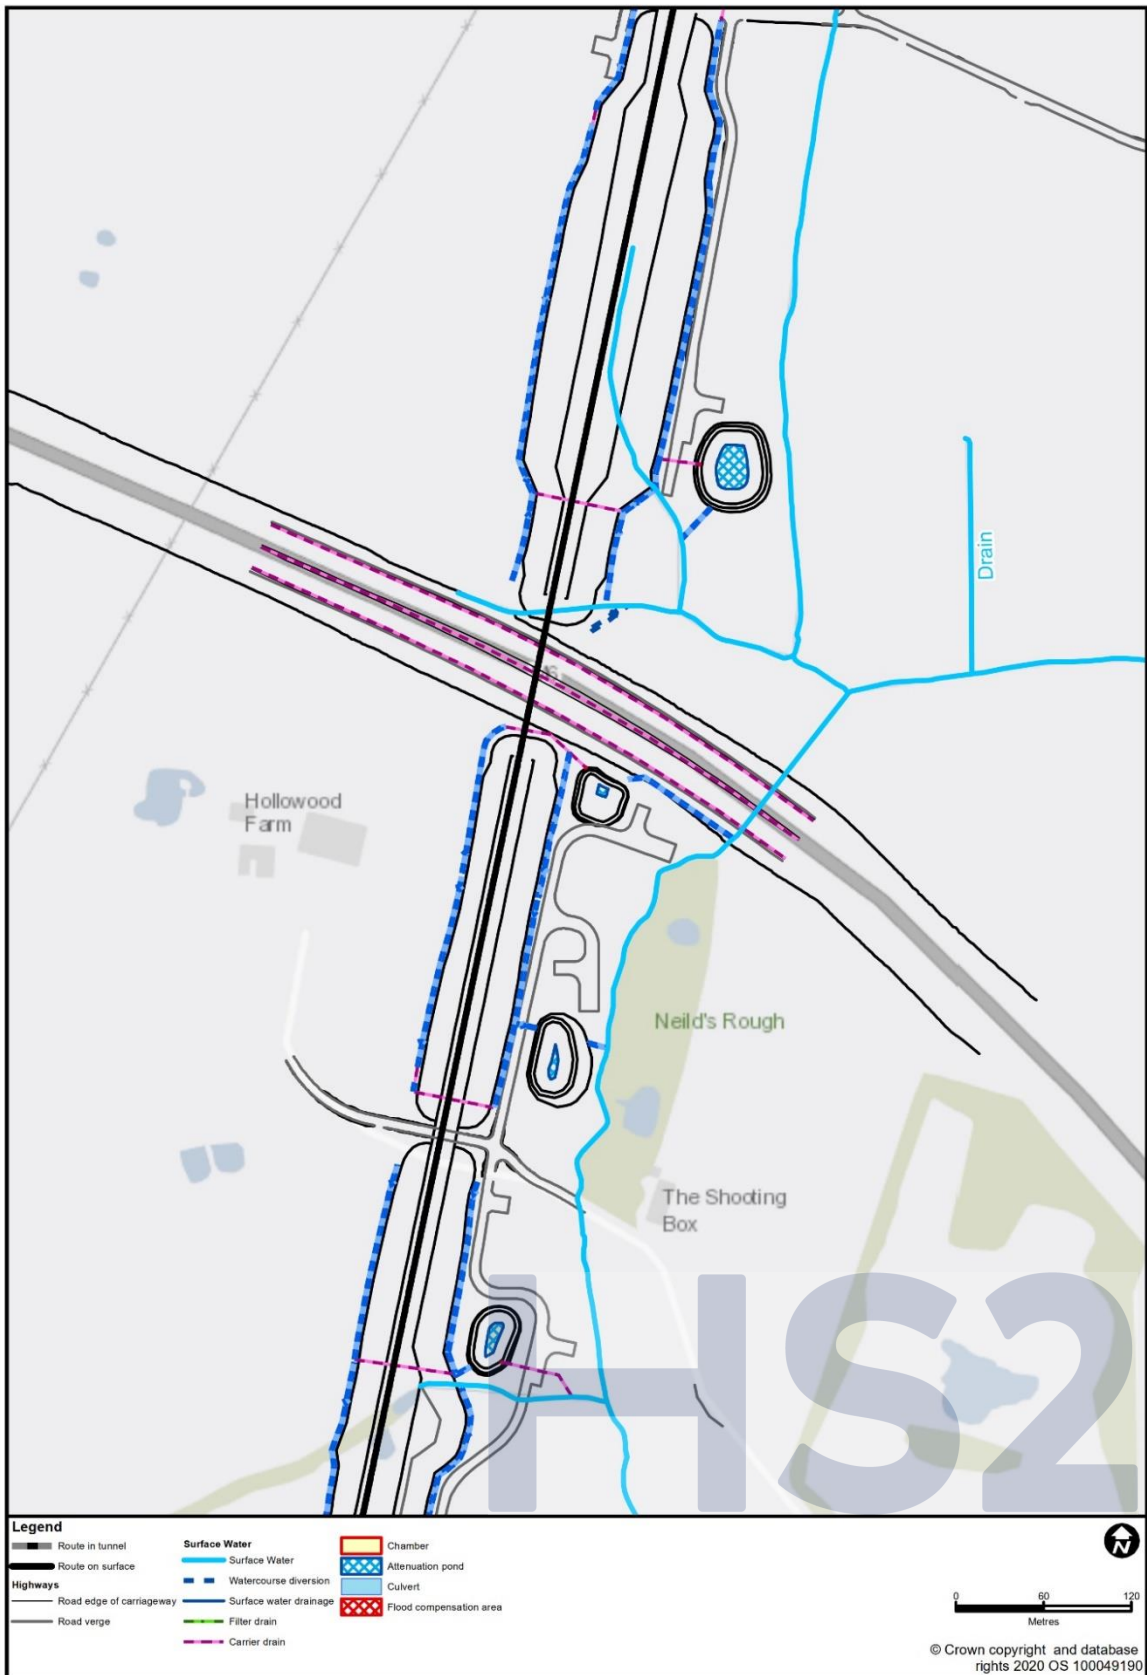 Drain
M6
Hollowood
Farm
Neild's Rough
The Shooting
Box
HS2
Legend
Route in tunnel
Route on surface
Highways
Road edge of carriageway
Road verge
Surface Water
Surface Water
Watercourse diversion
Surface water drainage
Filter drain
Carrier drain
Chamber
Attenuation pond
Culvert
Flood compensation area
N
0 60 120
Metres
© Crown copyright and database
rights 2020 OS 100049190